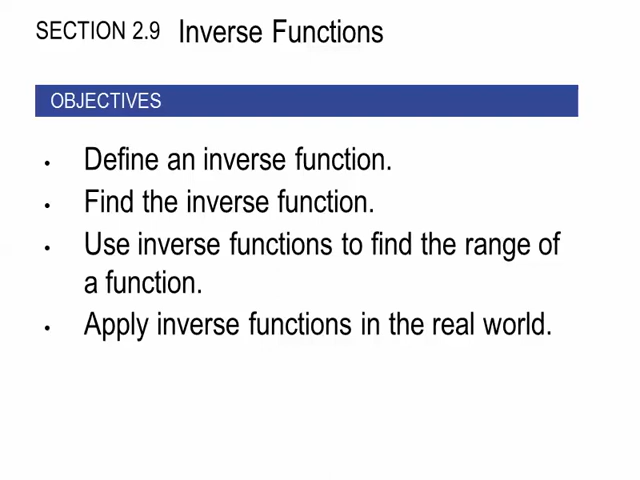 SECTION 2.9 Inverse Functions
OBJECTIVES
• Define an inverse function.
• Find the inverse function.
• Use inverse functions to find the range of
a function.
• Apply inverse functions in the real world.